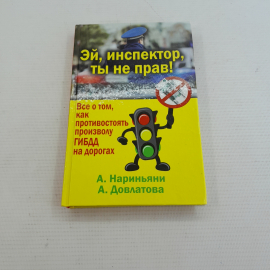 Эй, инспектор,
ты не прав!
Все о том,
как
противостоять
произволу
ГИБДД
на дорогах
А. Нариньяни
А. Довлатова